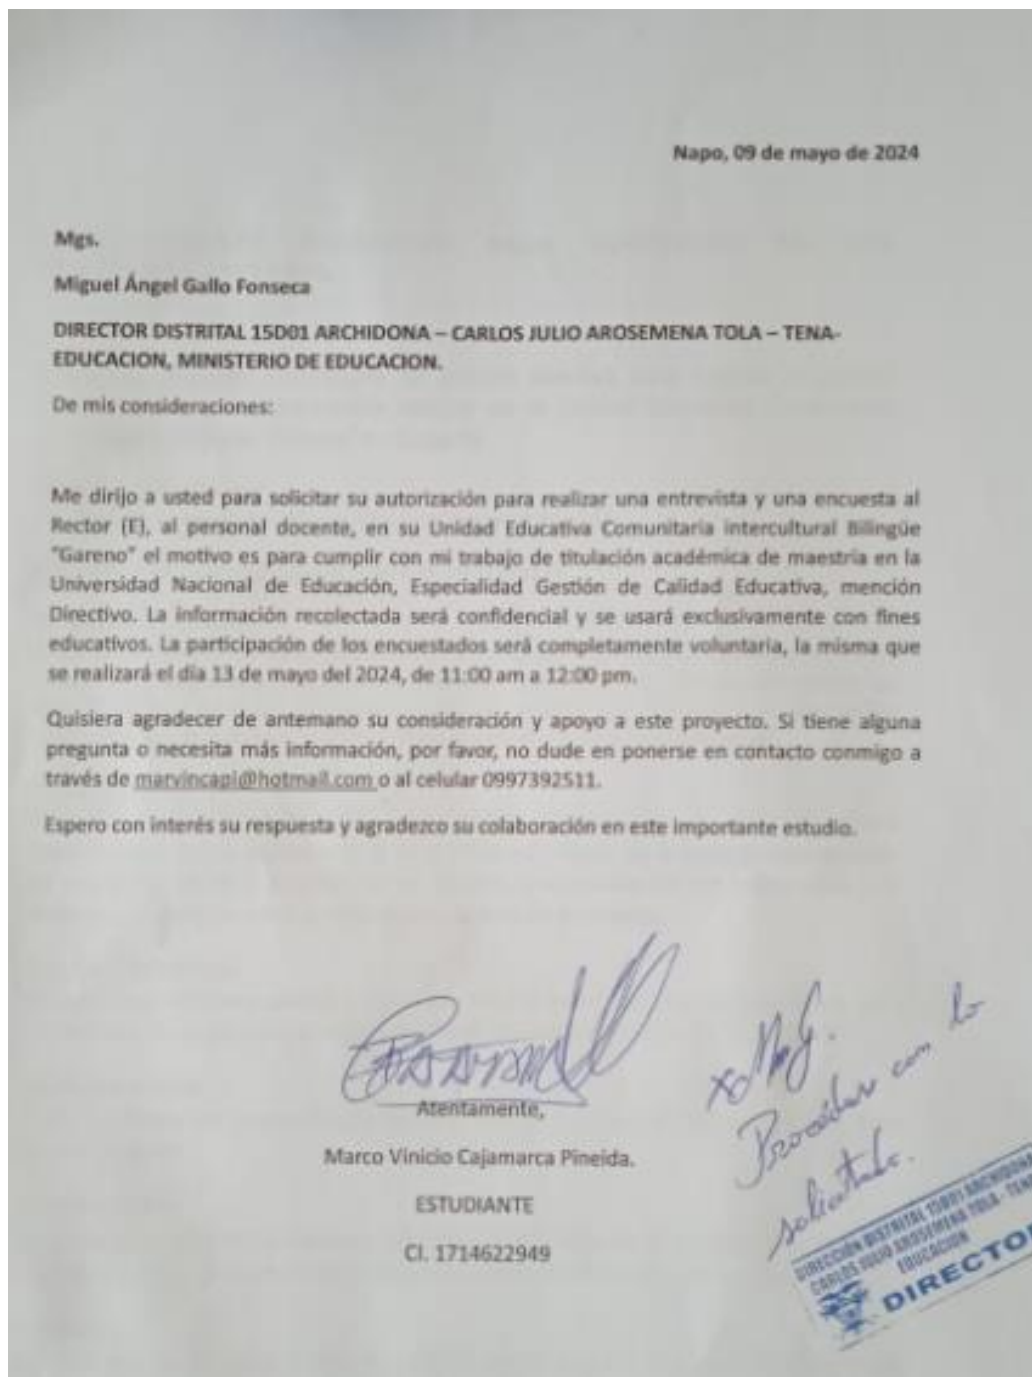 Napo, 09 de mayo de 2024
Mgs.
Miguel Ángel Gallo Fonseca
DIRECTOR DISTRITAL 15D01 ARCHIDONA – CARLOS JULIO AROSEMENA TOLA – TENA-
EDUCACION, MINISTERIO DE EDUCACION.
De mis consideraciones:
Me dirijo a usted para solicitar su autorización para realizar una entrevista y una encuesta al
Rector (E), al personal docente, en su Unidad Educativa Comunitaria intercultural Bilingüe
"Gareno" el motivo es para cumplir con mi trabajo de titulación académica de maestria en la
Universidad Nacional de Educación, Especialidad Gestión de Calidad Educativa, mención
Directivo. La información recolectada será confidencial y se usará exclusivamente con fines
educativos. La participación de los encuestados será completamente voluntaria, la misma que
se realizará el día 13 de mayo del 2024, de 11:00 am a 12:00 pm.
Quisiera agradecer de antemano su consideración y apoyo a este proyecto. Si tiene alguna
pregunta o necesita más información, por favor, no dude en ponerse en contacto conmigo a
través de marvincapi@hotmail.com o al celular 0997392511.
Espero con interés su respuesta y agradezco su colaboración en este importante estudio.
Atentamente,
Marco Vinicio Cajamarca Pineida.
ESTUDIANTE
CI. 1714622949
Proceder con lo
solicitado.
DIRECCIÓN DISTRITAL 15D01 ARCHIDONA
CARLOS JULIO AROSEMENA TOLA - TENA
EDUCACIÓN
DIRECTOR